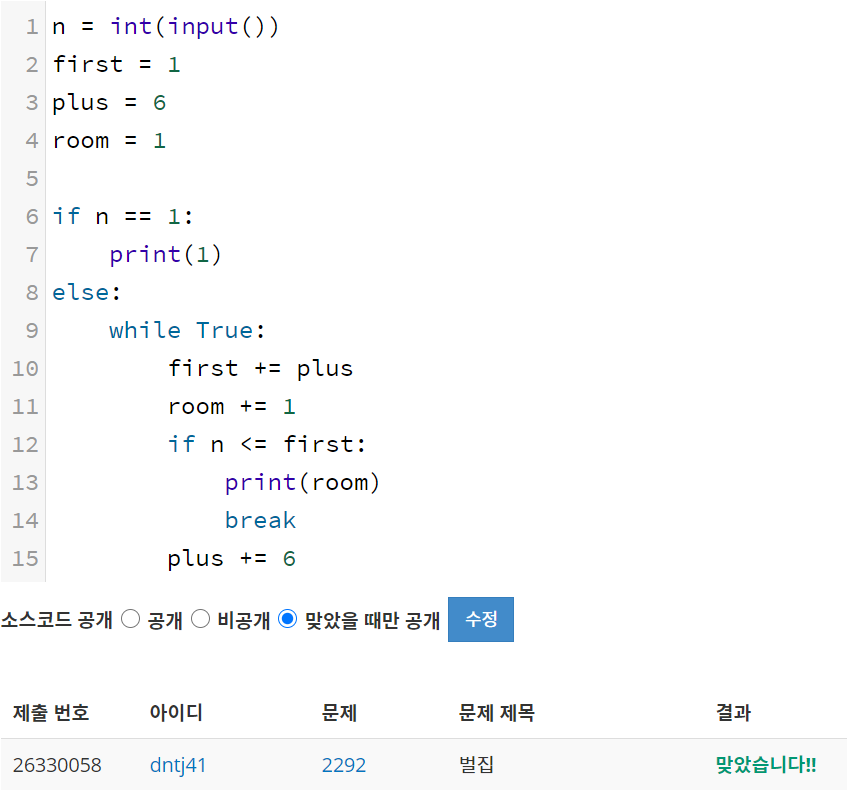 1 n = int(input())
2 first = 1
3 plus = 6
4 room = 1
5
6 if n == 1:
7     print(1)
8 else:
9     while True:
10         first += plus
11         room += 1
12         if n <= first:
13             print(room)
14             break
15         plus += 6
소스코드 공개 공개 비공개 맞았을 때만 공개 수정
제출 번호 아이디 문제 문제 제목 결과
26330058 dntj41 2292 벌집 맞았습니다!!